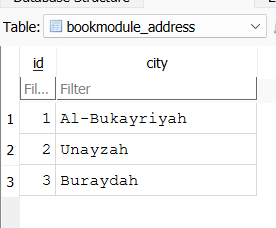 Database Structure
Table: bookmodule_address
id city
Fil... Filter
1 1 Al-Bukayriyah
2 2 Unayzah
3 3 Buraydah